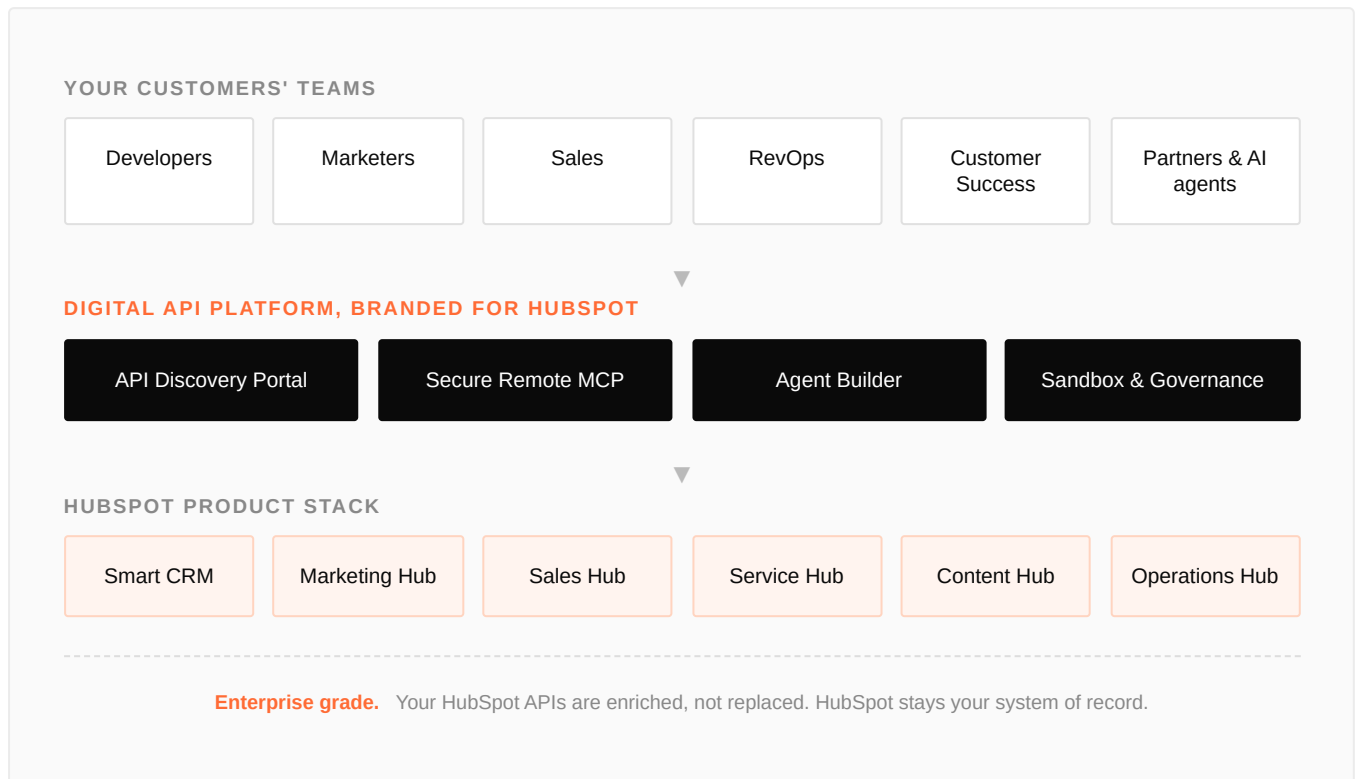 YOUR CUSTOMERS' TEAMS
Developers
Marketers
Sales
RevOps
Customer
Success
Partners & AI
agents
DIGITAL API PLATFORM, BRANDED FOR HUBSPOT
API Discovery Portal
Secure Remote MCP
Agent Builder
Sandbox & Governance
HUBSPOT PRODUCT STACK
Smart CRM
Marketing Hub
Sales Hub
Service Hub
Content Hub
Operations Hub
Enterprise grade. Your HubSpot APIs are enriched, not replaced. HubSpot stays your system of record.